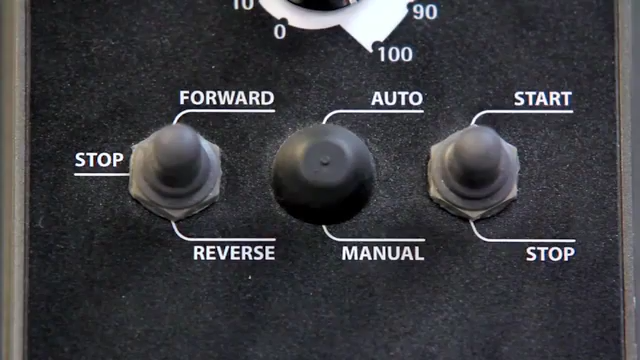 10 90
0 100
FORWARD AUTO START
STOP
REVERSE MANUAL STOP